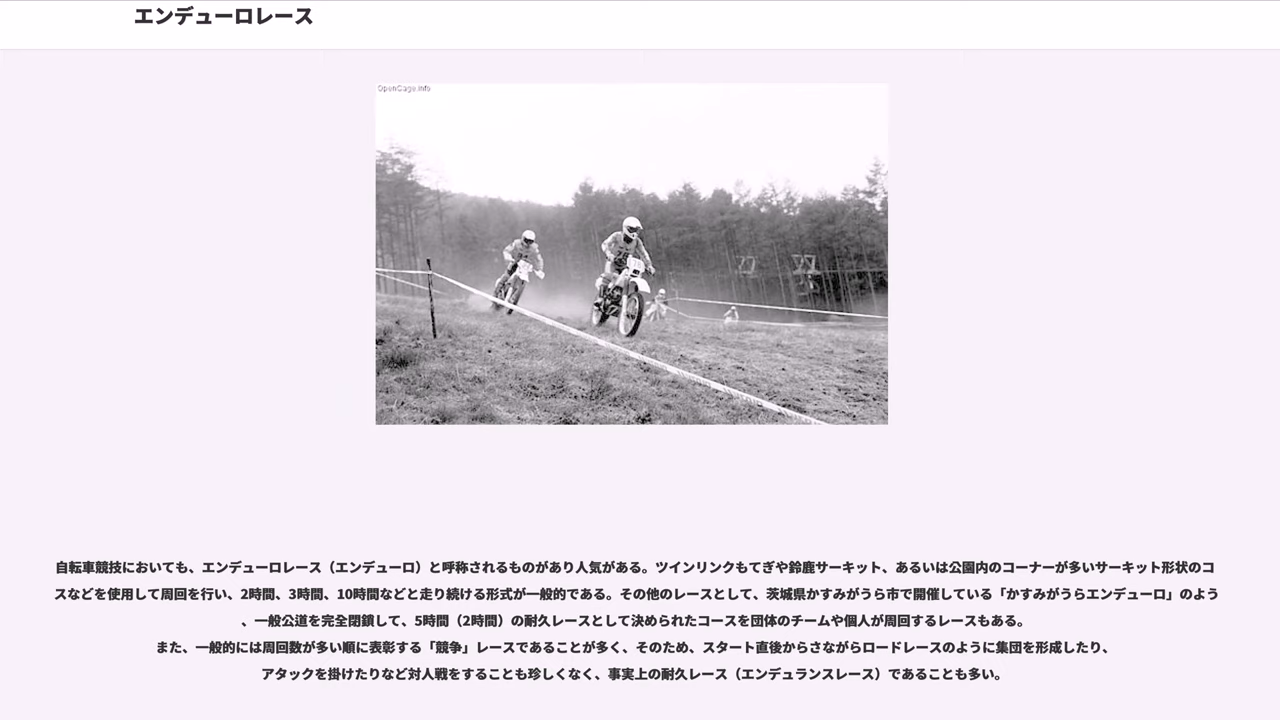 エンデューロレース
OpenCage.info
自転車競技においても、エンデューロレース（エンデューロ）と呼称されるものがあり人気がある。ツインリンクもてぎや鈴鹿サーキット、あるいは公園内のコーナーが多いサーキット形状のコ
スなどを使用して周回を行い、2時間、3時間、10時間などと走り続ける形式が一般的である。その他のレースとして、茨城県かすみがうら市で開催している「かすみがうらエンデューロ」のよう
、一般公道を完全閉鎖して、5時間（2時間）の耐久レースとして決められたコースを団体のチームや個人が周回するレースもある。
また、一般的には周回数が多い順に表彰する「競争」レースであることが多く、そのため、スタート直後からさながらロードレースのように集団を形成したり、
アタックを掛けたりなど対人戦をすることも珍しくなく、事実上の耐久レース（エンデュランスレース）であることも多い。